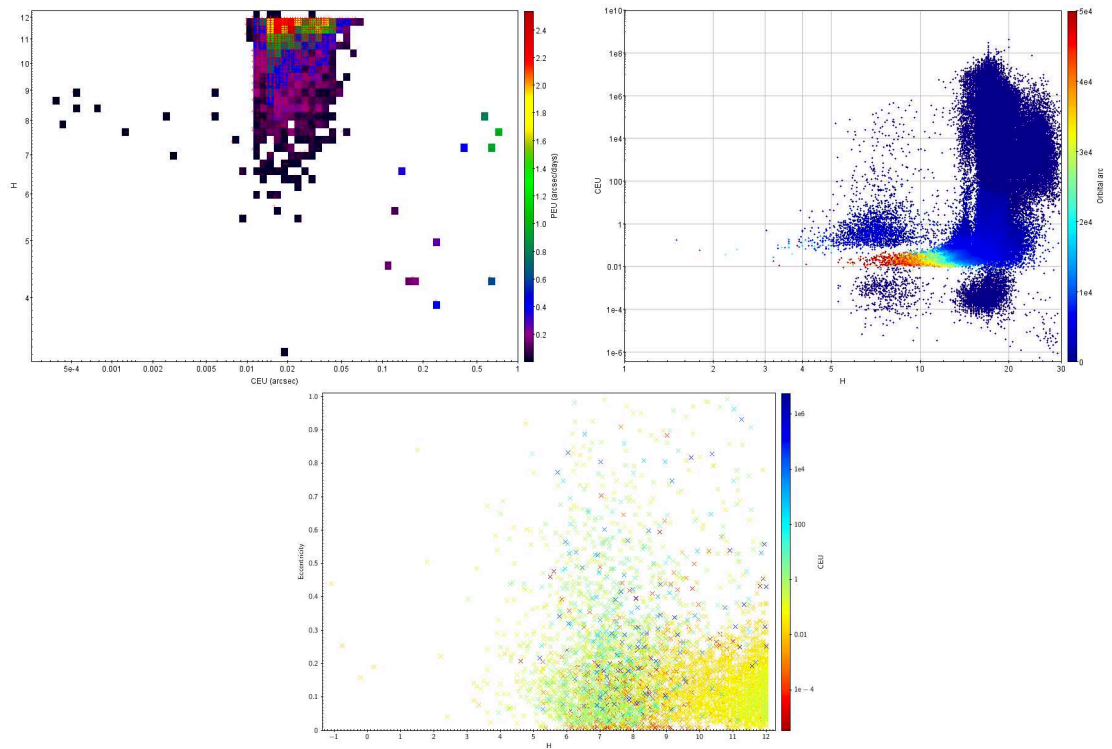 12
11
10
9
8
7
6
5
4
H
5e-4 0.001 0.002 0.005 0.01 0.02 0.05 0.1 0.2 0.5 1
CEU (arcsec)
2.4
2.2
2.0
1.8
1.6
1.4
1.2
1.0
0.8
0.6
0.4
0.2
PEU (arcsec/days)
1e10
1e8
1e6
1e4
100
1
0.01
1e-4
1e-6
CEU
1 2 3 4 10 20 30
H
5e4
4e4
3e4
2e4
1e4
0
Orbital arc
1.0
0.9
0.8
0.7
0.6
0.5
0.4
0.3
0.2
0.1
0
Eccentricity
−1 0 1 2 3 4 5 6 7 8 9 10 11 12
H
1e6
1e4
100
1
0.01
1e−4
CEU